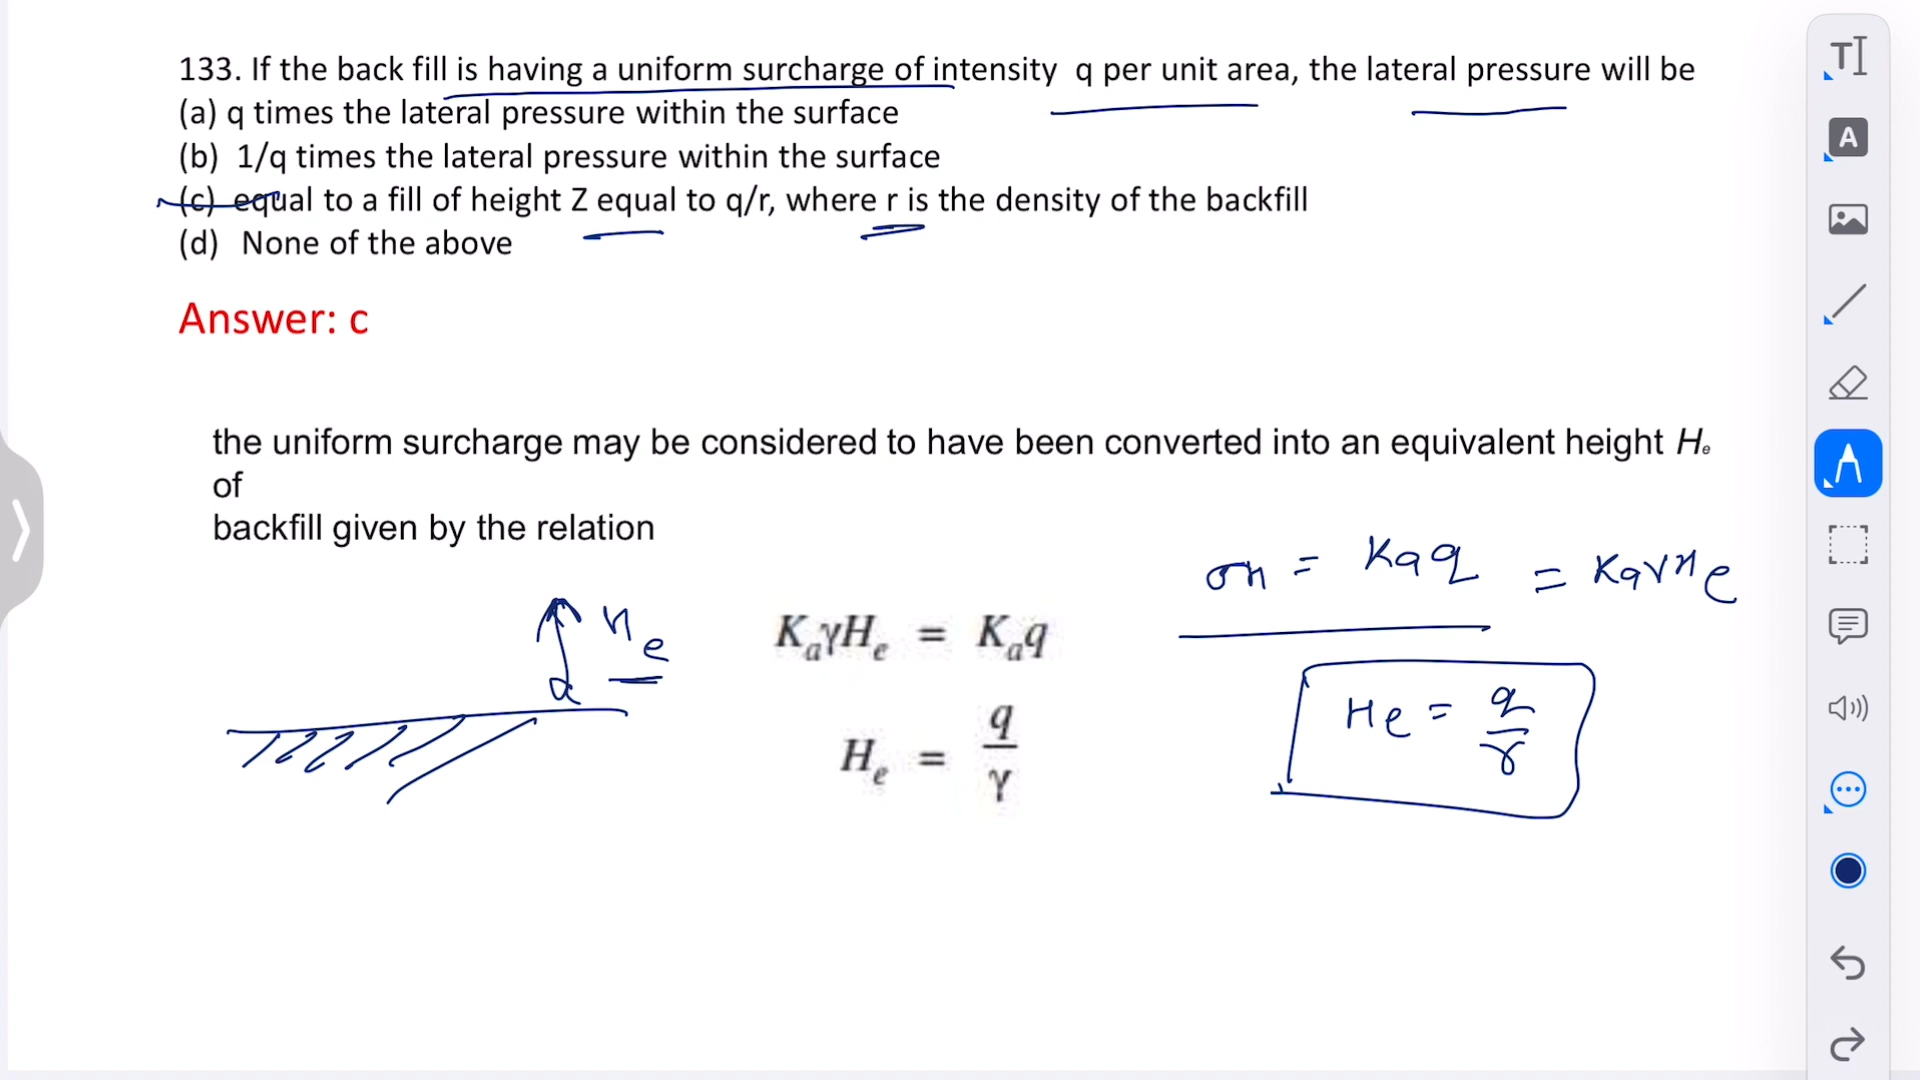 133. If the back fill is having a uniform surcharge of intensity q per unit area, the lateral pressure will be
(a) q times the lateral pressure within the surface
(b) 1/q times the lateral pressure within the surface
(c) equal to a fill of height Z equal to q/r, where r is the density of the backfill
(d) None of the above
Answer: c
the uniform surcharge may be considered to have been converted into an equivalent height Hₑ
of
backfill given by the relation
σH = Kaq = KaγHe
He
KₐγHₑ = Kₐq
Hₑ = q/γ
He = q/γ
T
A